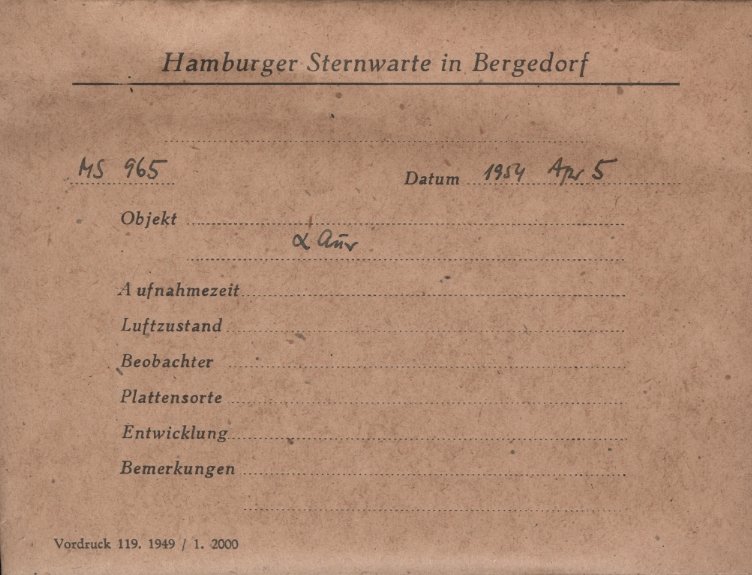 Hamburger Sternwarte in Bergedorf
MS 965 Datum 1954 Apr 5
Objekt
α Aur
Aufnahmezeit
Luftzustand
Beobachter
Plattensorte
Entwicklung
Bemerkungen
Vordruck 119. 1949 / 1. 2000